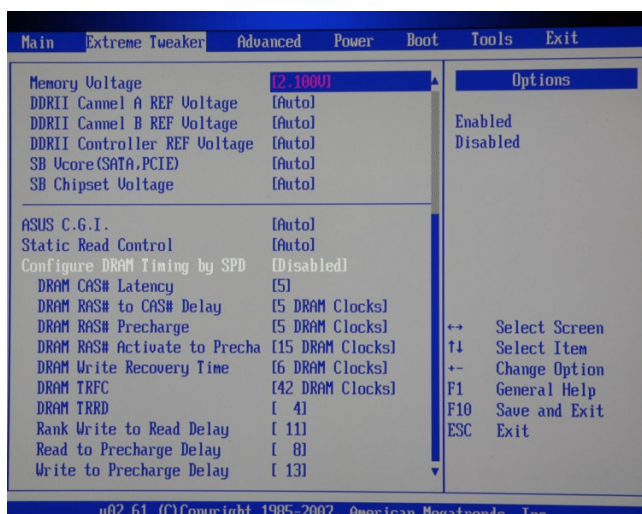 Main Extreme Tweaker Advanced Power Boot Tools Exit
Memory Voltage [2.100V]
DDRII Cannel A REF Voltage [Auto]
DDRII Cannel B REF Voltage [Auto]
DDRII Controller REF Voltage [Auto]
SB Vcore(SATA,PCIE) [Auto]
SB Chipset Voltage [Auto]
ASUS C.G.I. [Auto]
Static Read Control [Auto]
Configure DRAM Timing by SPD [Disabled]
DRAM CAS# Latency [5]
DRAM RAS# to CAS# Delay [5 DRAM Clocks]
DRAM RAS# Precharge [5 DRAM Clocks]
DRAM RAS# Activate to Precha [15 DRAM Clocks]
DRAM Write Recovery Time [6 DRAM Clocks]
DRAM TRFC [42 DRAM Clocks]
DRAM TRRD [ 4]
Rank Write to Read Delay [ 11]
Read to Precharge Delay [ 8]
Write to Precharge Delay [ 13]
Options
Enabled
Disabled
↔ Select Screen
↑↓ Select Item
+- Change Option
F1 General Help
F10 Save and Exit
ESC Exit
v02.61 (C)Copyright 1985-2007, American Megatrends, Inc.